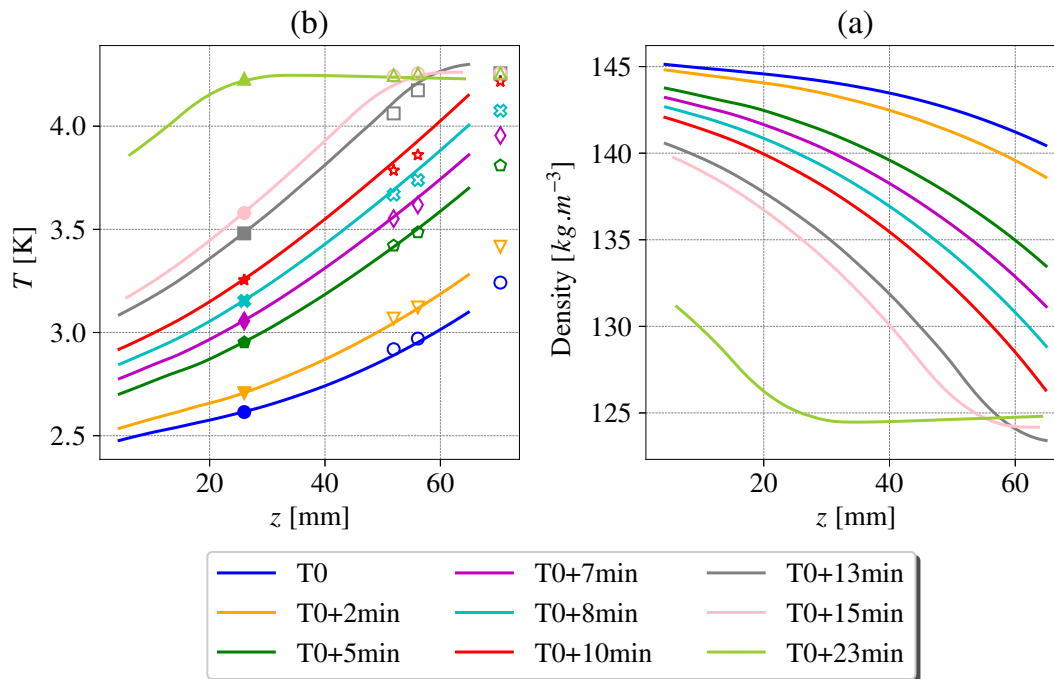 (b)
(a)
T [K]
4.0
3.5
3.0
2.5
20
40
60
z [mm]
Density [kg.m⁻³]
145
140
135
130
125
20
40
60
z [mm]
T0
T0+7min
T0+13min
T0+2min
T0+8min
T0+15min
T0+5min
T0+10min
T0+23min